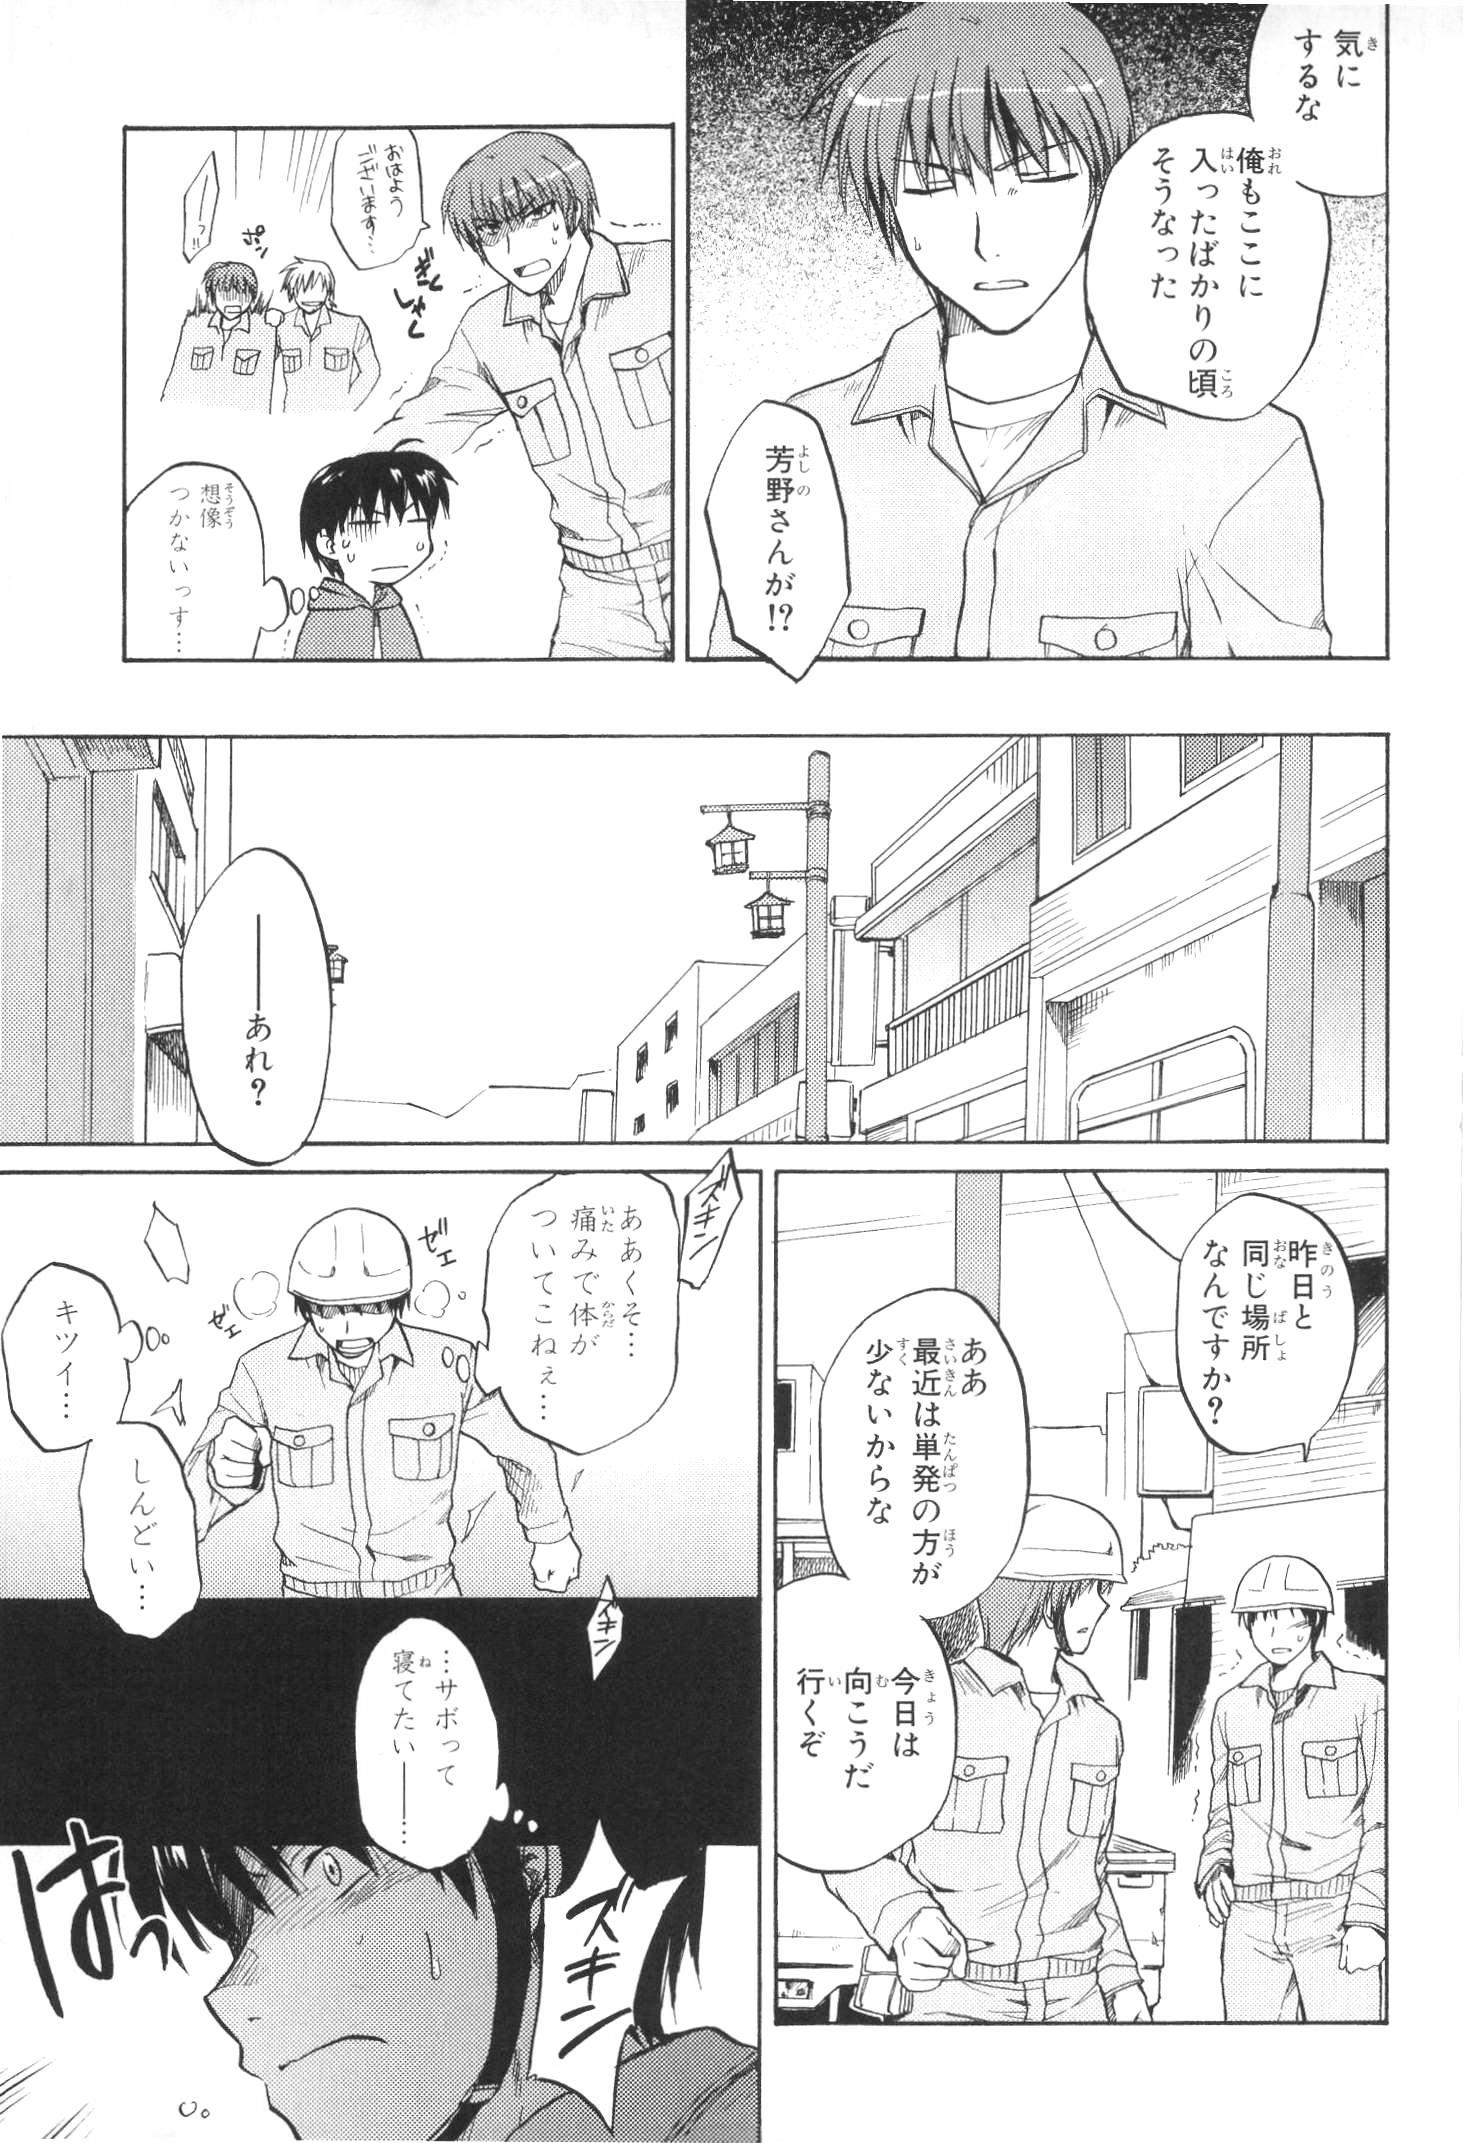 気に
するな
俺もここに
入ったばかりの頃
そうなった
芳野さんが!?
おはよう
ございます…
ぎく
しゃく
ポン
っ!!
想像
つかないっす…
――あれ?
昨日と
同じ場所
なんですか?
ああ
最近は単発の方が
少ないからな
今日は
向こうだ
行くぞ
ズキン
ああくそ…
痛みで体が
ついてこねぇ…
ゼェ
ゼェ
キツイ…
しんどい…
ズキン
…サボって
寝てたい――…
ズキン
ばっ